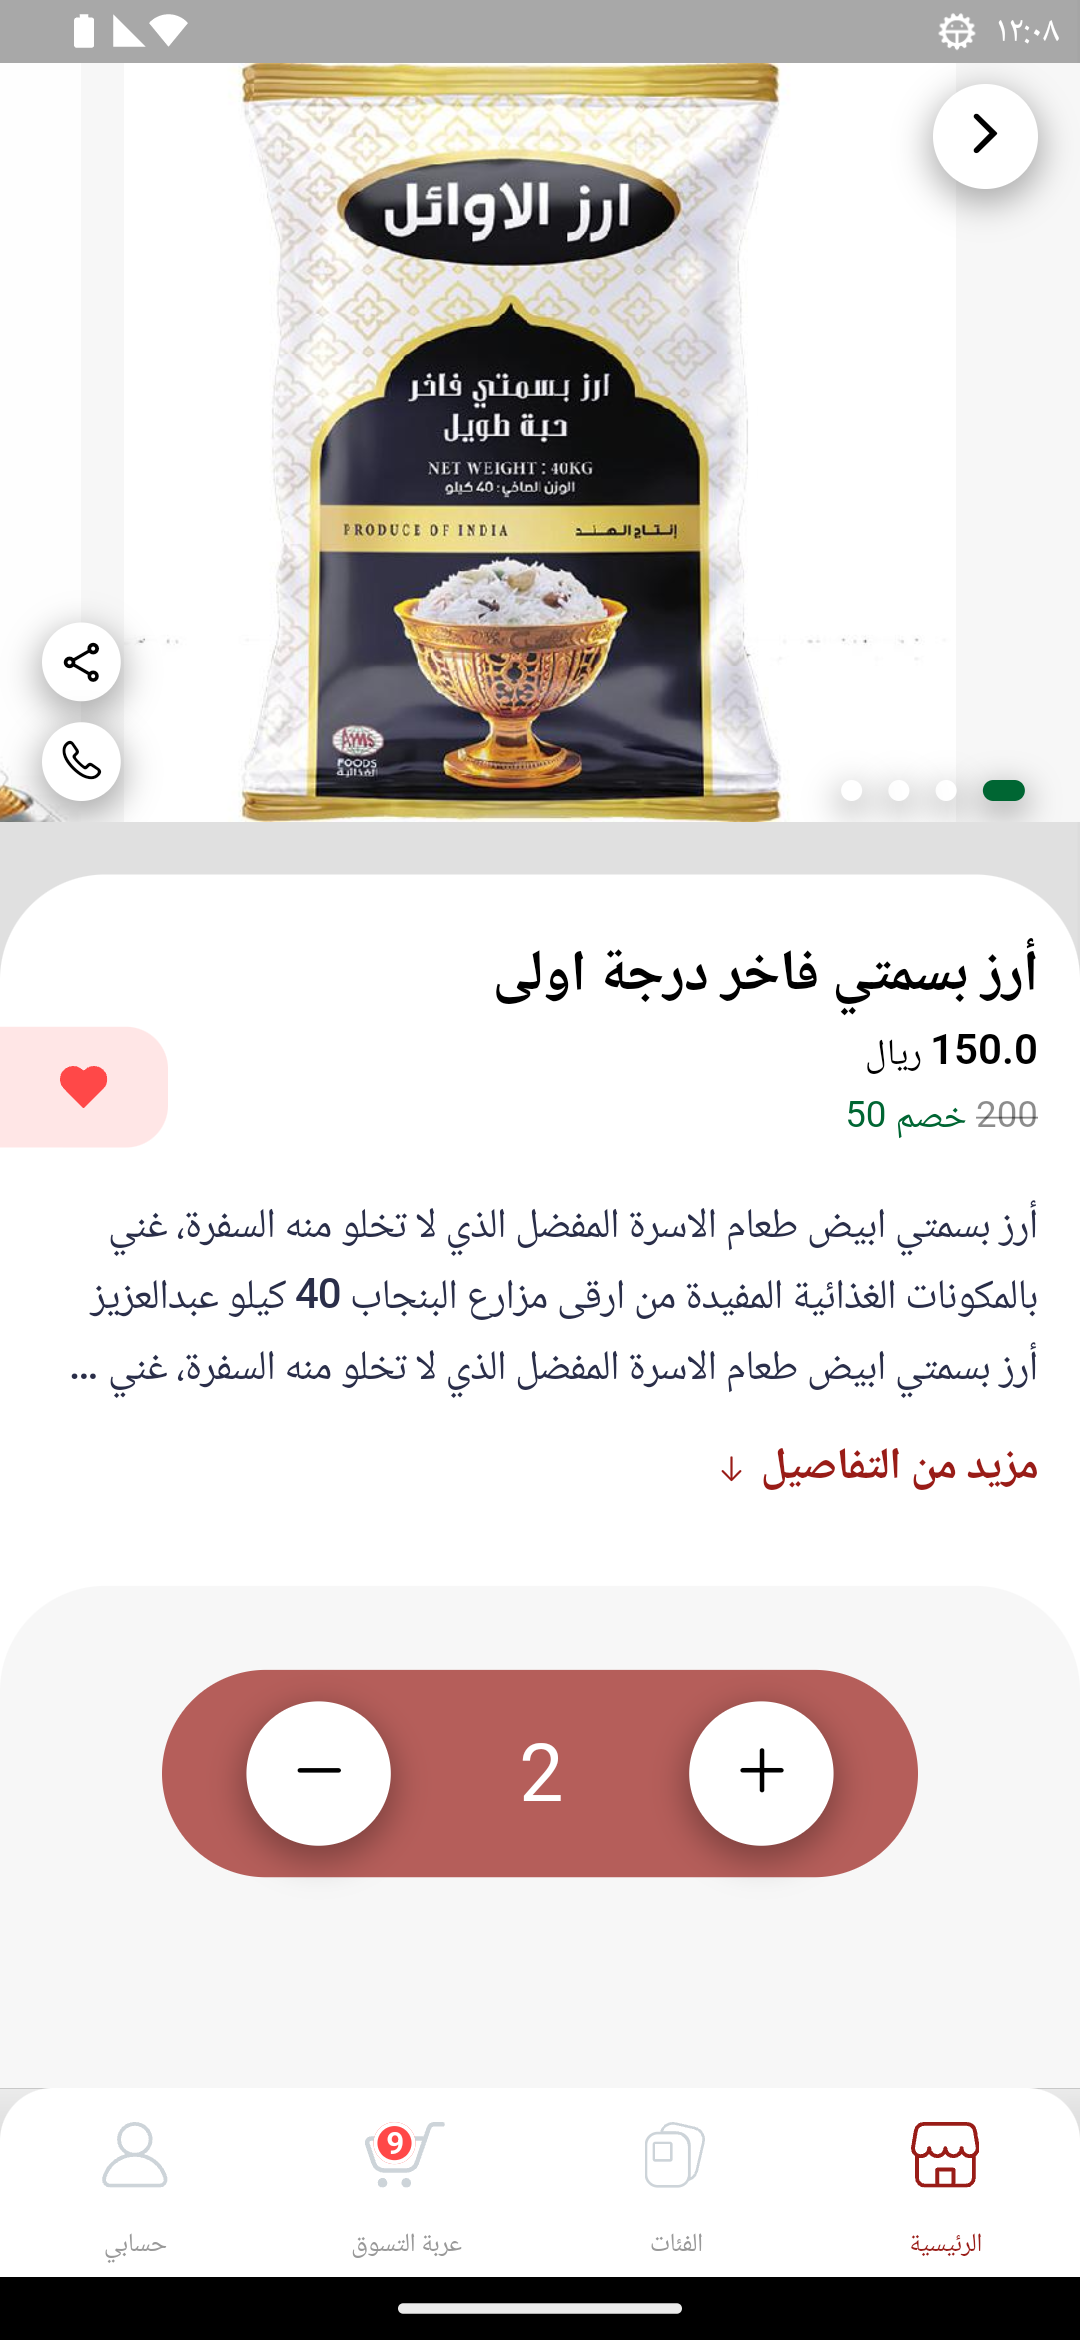 ١٢:٠٨
ارز الاوائل
ارز بسمتي فاخر
حبة طويل
NET WEIGHT : 40KG
الوزن الصافي : 40 كيلو
PRODUCE OF INDIA إنتاج الهند
AMS
FOODS
الغذائية
أرز بسمتي فاخر درجة اولى
150.0 ريال
200 خصم 50
أرز بسمتي ابيض طعام الاسرة المفضل الذي لا تخلو منه السفرة، غني
بالمكونات الغذائية المفيدة من ارقى مزارع البنجاب 40 كيلو عبدالعزيز
أرز بسمتي ابيض طعام الاسرة المفضل الذي لا تخلو منه السفرة، غني ...
مزيد من التفاصيل ↓
+ 2 −
9
الرئيسية
الفئات
عربة التسوق
حسابي